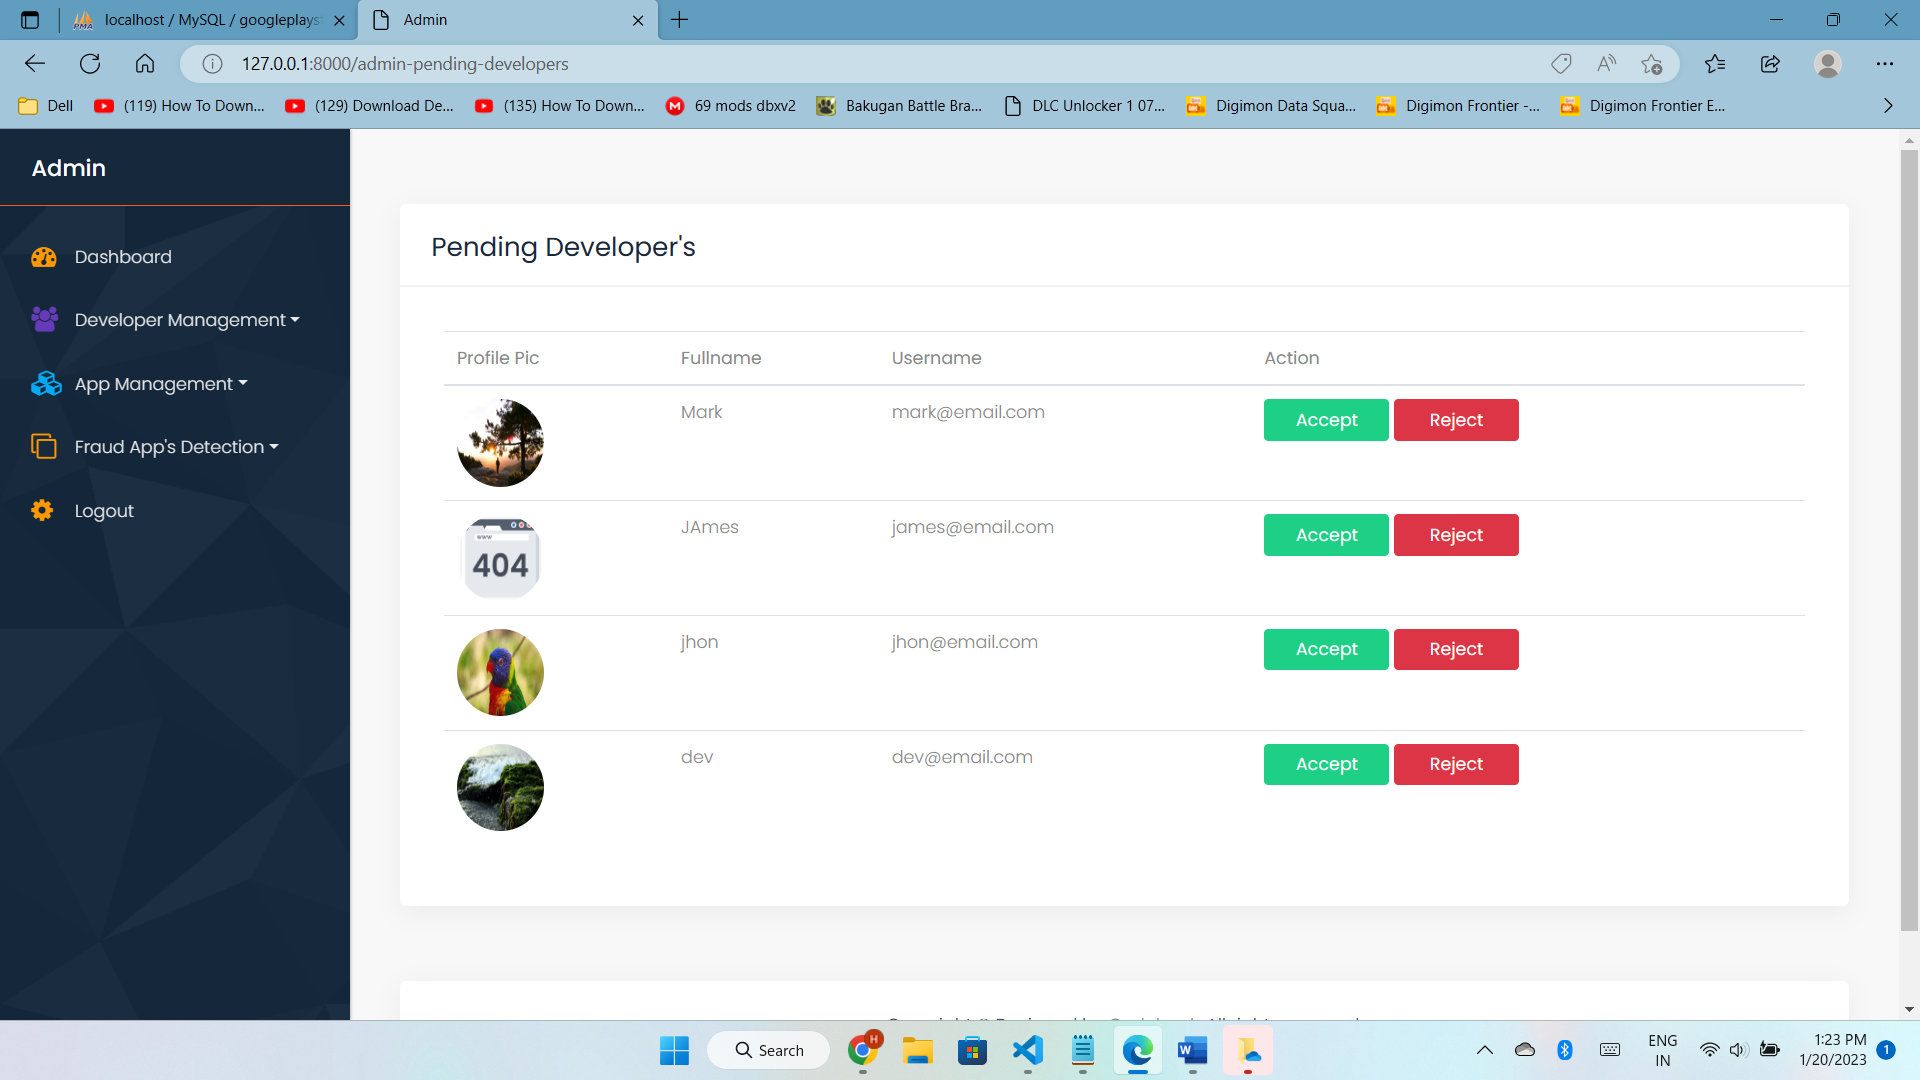 localhost / MySQL / googleplays
Admin
127.0.0.1:8000/admin-pending-developers
Dell
(119) How To Down...
(129) Download De...
(135) How To Down...
69 mods dbxv2
Bakugan Battle Bra...
DLC Unlocker 1 07...
Digimon Data Squa...
Digimon Frontier -...
Digimon Frontier E...
Admin
Dashboard
Developer Management
App Management
Fraud App's Detection
Logout
Pending Developer's
Profile Pic Fullname Username Action
Mark mark@email.com Accept Reject
www
404
JAmes james@email.com Accept Reject
jhon jhon@email.com Accept Reject
dev dev@email.com Accept Reject
Search
H
ENG
IN
1:23 PM
1/20/2023
1